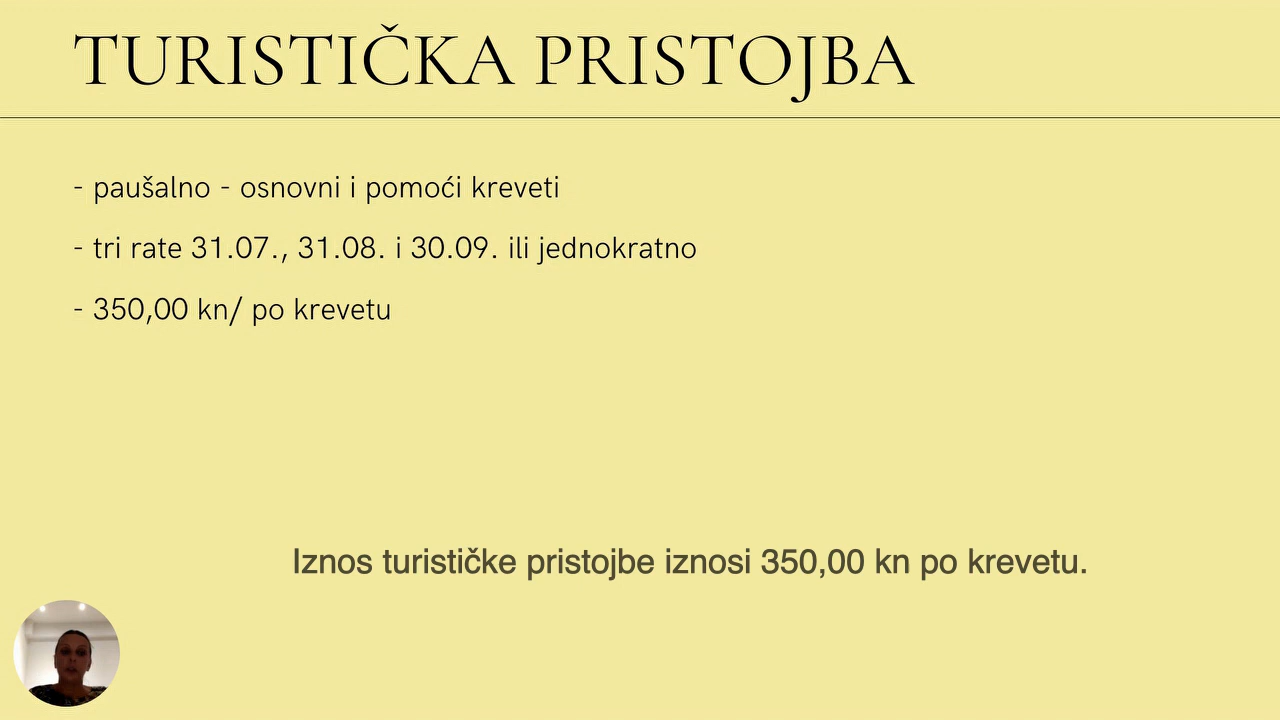 TURISTIČKA PRISTOJBA
- paušalno - osnovni i pomoći kreveti
- tri rate 31.07., 31.08. i 30.09. ili jednokratno
- 350,00 kn/ po krevetu
Iznos turističke pristojbe iznosi 350,00 kn po krevetu.